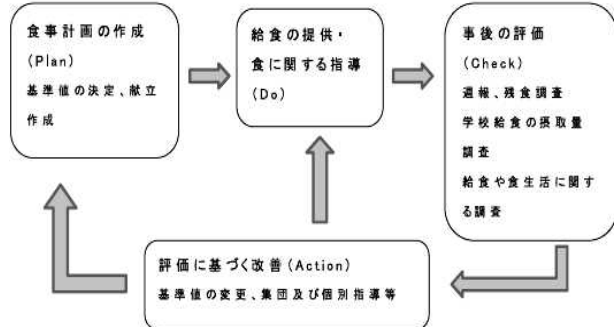 食事計画の作成
(Plan)
基準値の決定、献立
作成
給食の提供・
食に関する指導
(Do)
事後の評価
(Check)
週報、残食調査
学校給食の摂取量
調査
給食や食生活に関す
る調査
評価に基づく改善(Action)
基準値の変更、集団及び個別指導等